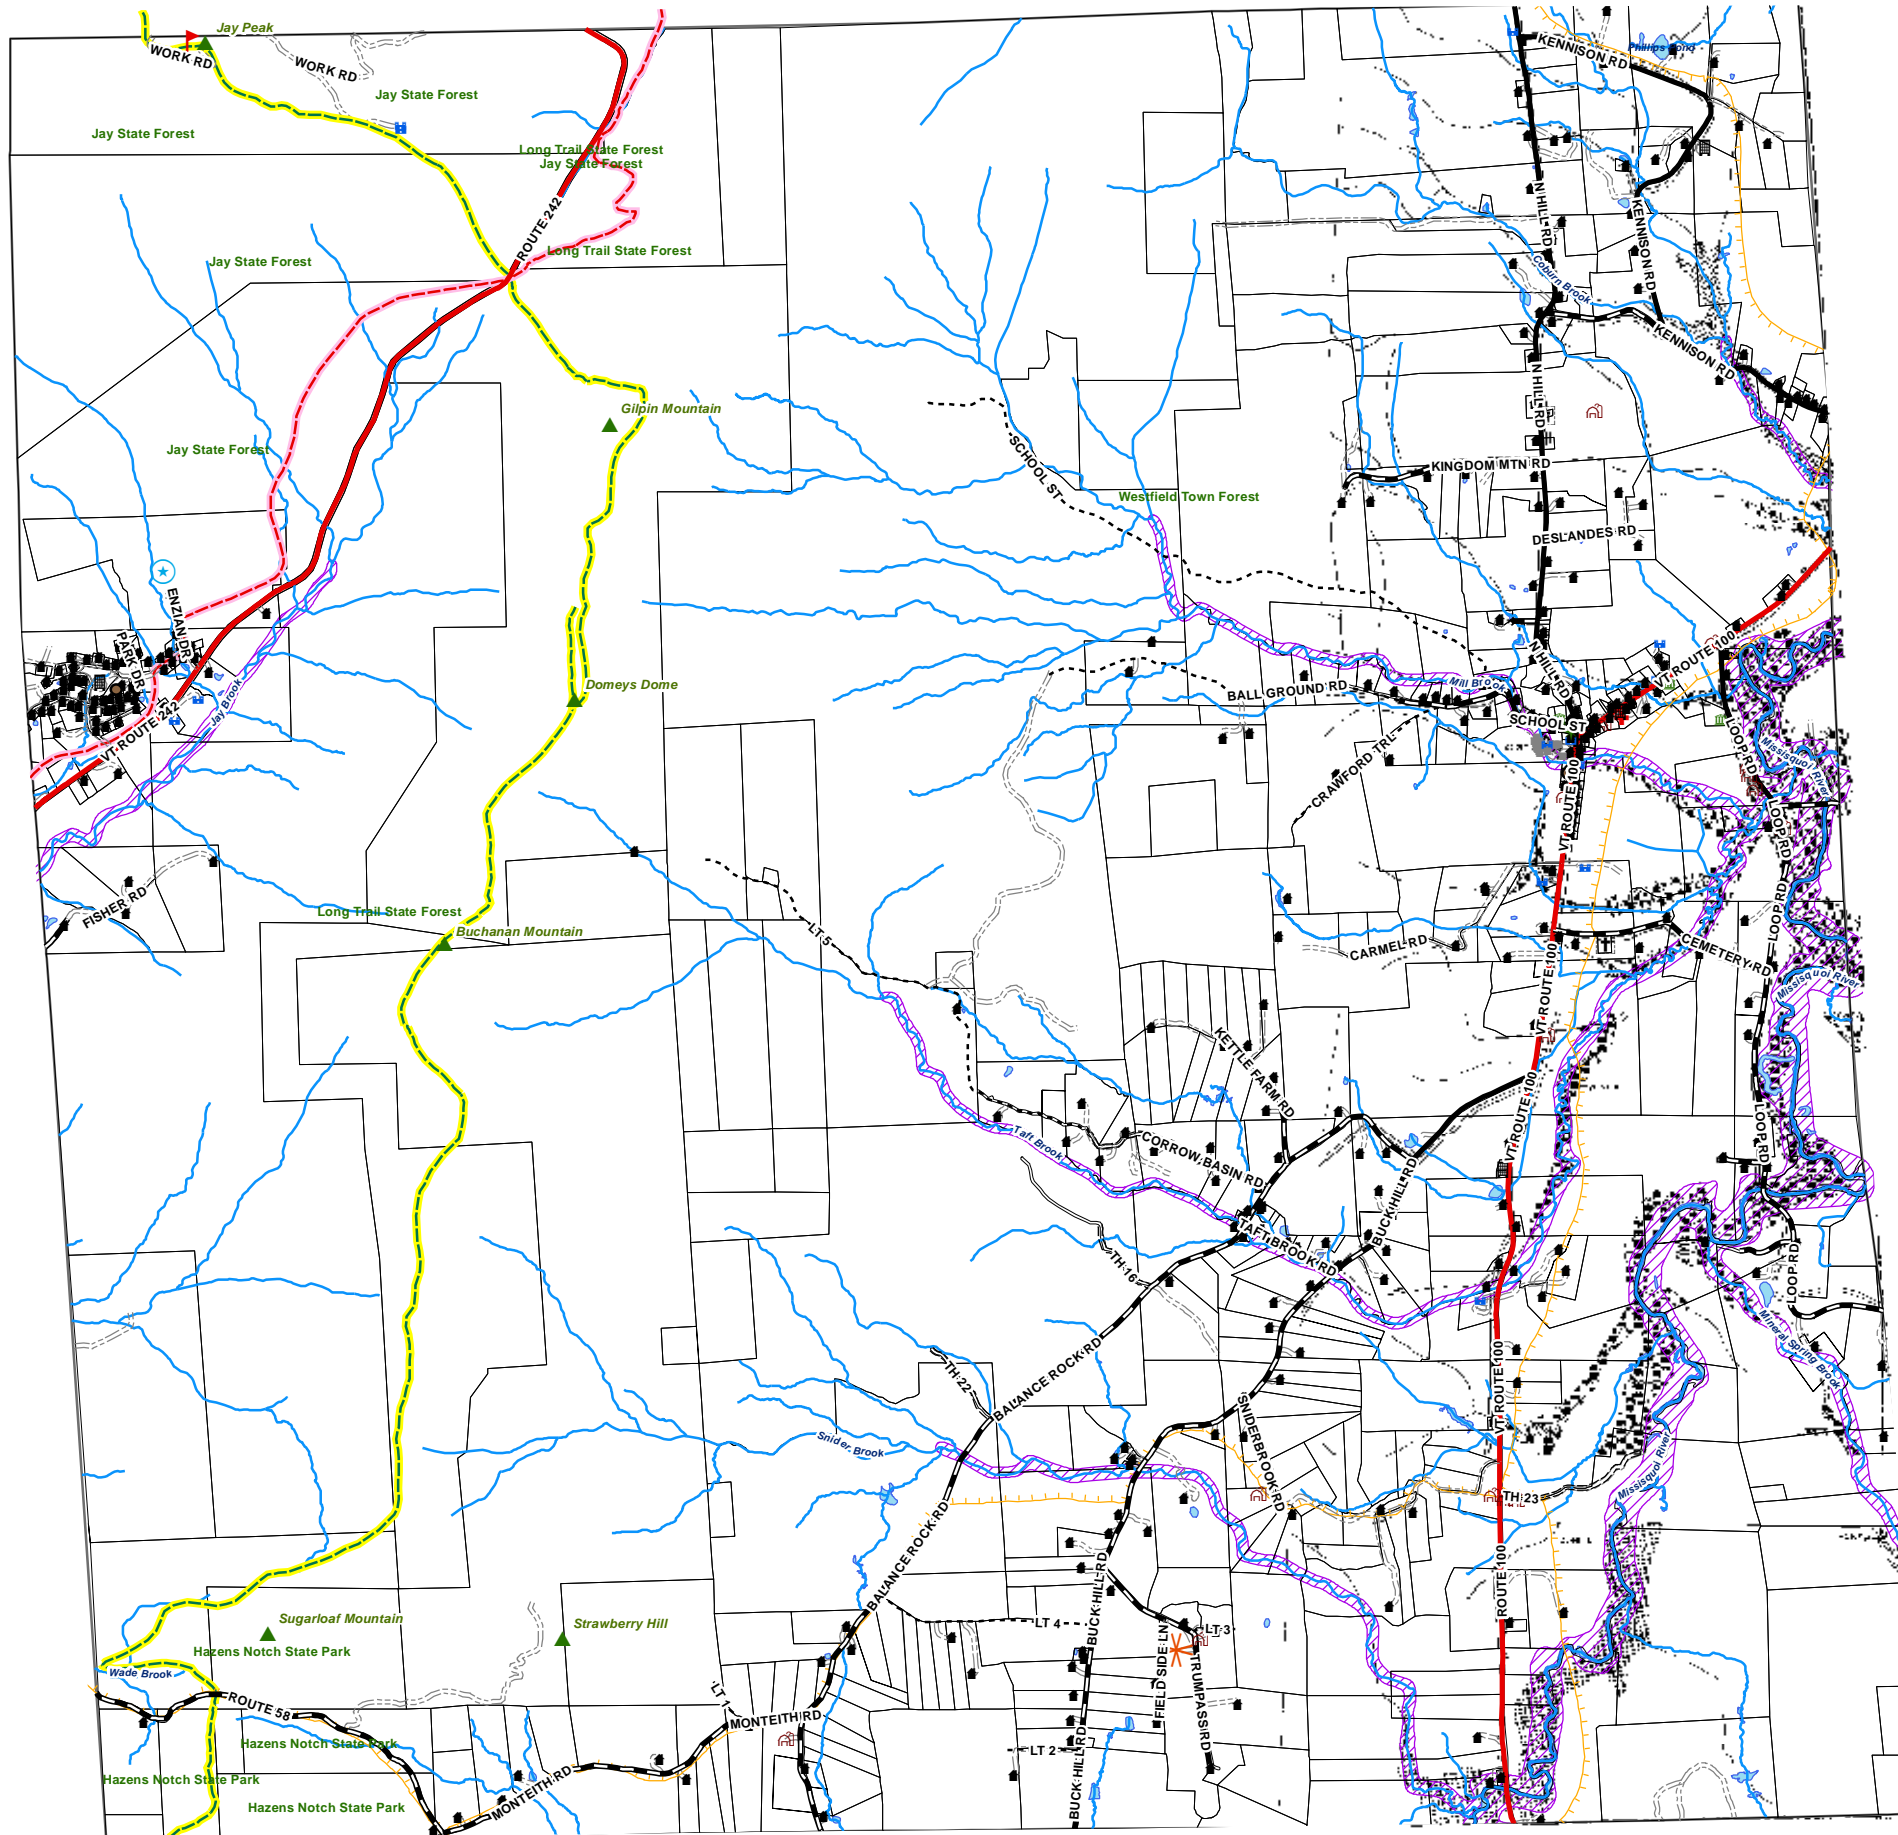 Jay Peak
WORK RD
WORK RD
Jay State Forest
Jay State Forest
Long Trail State Forest
Jay State Forest
ROUTE 242
Long Trail State Forest
Jay State Forest
Gilpin Mountain
Jay State Forest
KENNISON RD
Phillips Pond
N HILL RD
KENNISON RD
Coburn Brook
KENNISON RD
N HILL RD
SCHOOL ST
KINGDOM MTN RD
Westfield Town Forest
DESLANDES RD
ENZIAN DR
PARK DR
VT ROUTE 242
Jay Brook
Domeys Dome
N HILL RD
VT ROUTE 100
BALL GROUND RD
Mill Brook
SCHOOL ST
LOOP RD
Missisquoi River
CRAWFORD TRL
VT ROUTE 100
LOOP RD
FISHER RD
Long Trail State Forest
Buchanan Mountain
LT 5
CARMEL RD
LOOP RD
CEMETERY RD
VT ROUTE 100
Missisquoi River
KETTLE FARM RD
Taft Brook
CORROW BASIN RD
VT ROUTE 100
LOOP RD
BUCK HILL RD
TAFT BROOK RD
TH 16
LOOP RD
Mineral Spring Brook
BALANCE ROCK RD
TH 22
VT ROUTE 100
SNIDERBROOK RD
Snider Brook
Missisquoi River
TH 23
BALANCE ROCK RD
ROUTE 100
BUCK HILL RD
Sugarloaf Mountain
Strawberry Hill
LT 4
LT 3
Hazens Notch State Park
Wade Brook
FIELDSIDE LN
TRUMPASS RD
ROUTE 58
LT 1
MONTEITH RD
Hazens Notch State Park
LT 2
BUCK HILL RD
Hazens Notch State Park
MONTEITH RD
Hazens Notch State Park